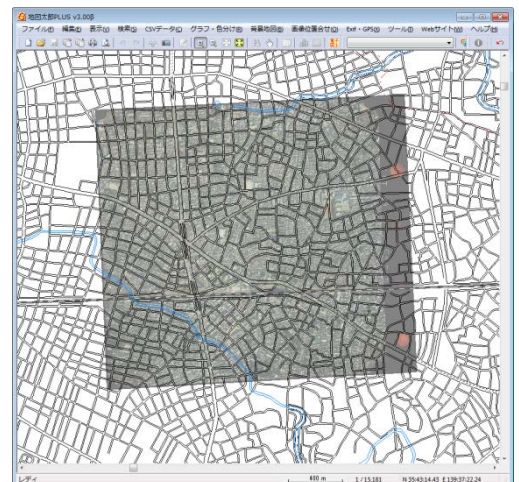 地図太郎PLUS v3.00β
ファイル(F) 編集(E) 表示(V) 検索(S) CSVデータ(C) グラフ・色分け(G) 背景地図(B) 画像位置合せ(O) Exif・GPS(I) ツール(T) Webサイト(W) ヘルプ(H)
レディ 600 m 1 / 15,181 N 35:43:14.43 E 139:37:22.24